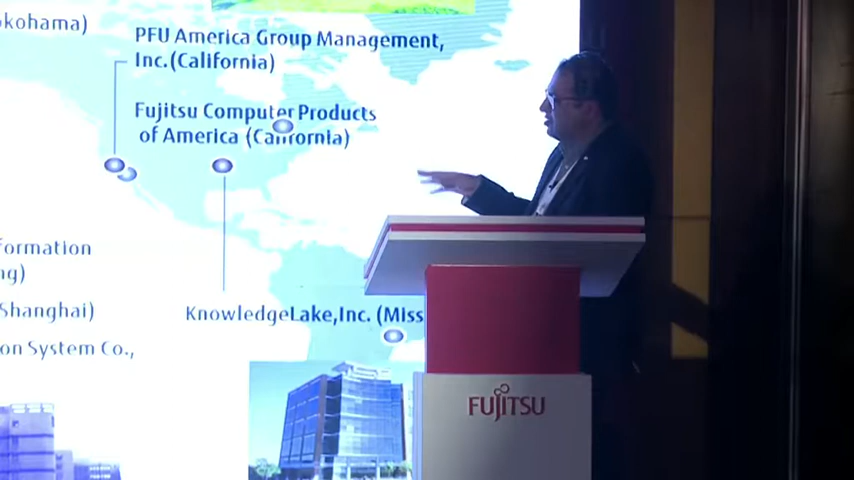 okohama)
PFU America Group Management,
Inc.(California)
Fujitsu Computer Products
of America (California)
formation
g)
Shanghai)
on System Co.,
KnowledgeLake,Inc. (Miss
FUJITSU